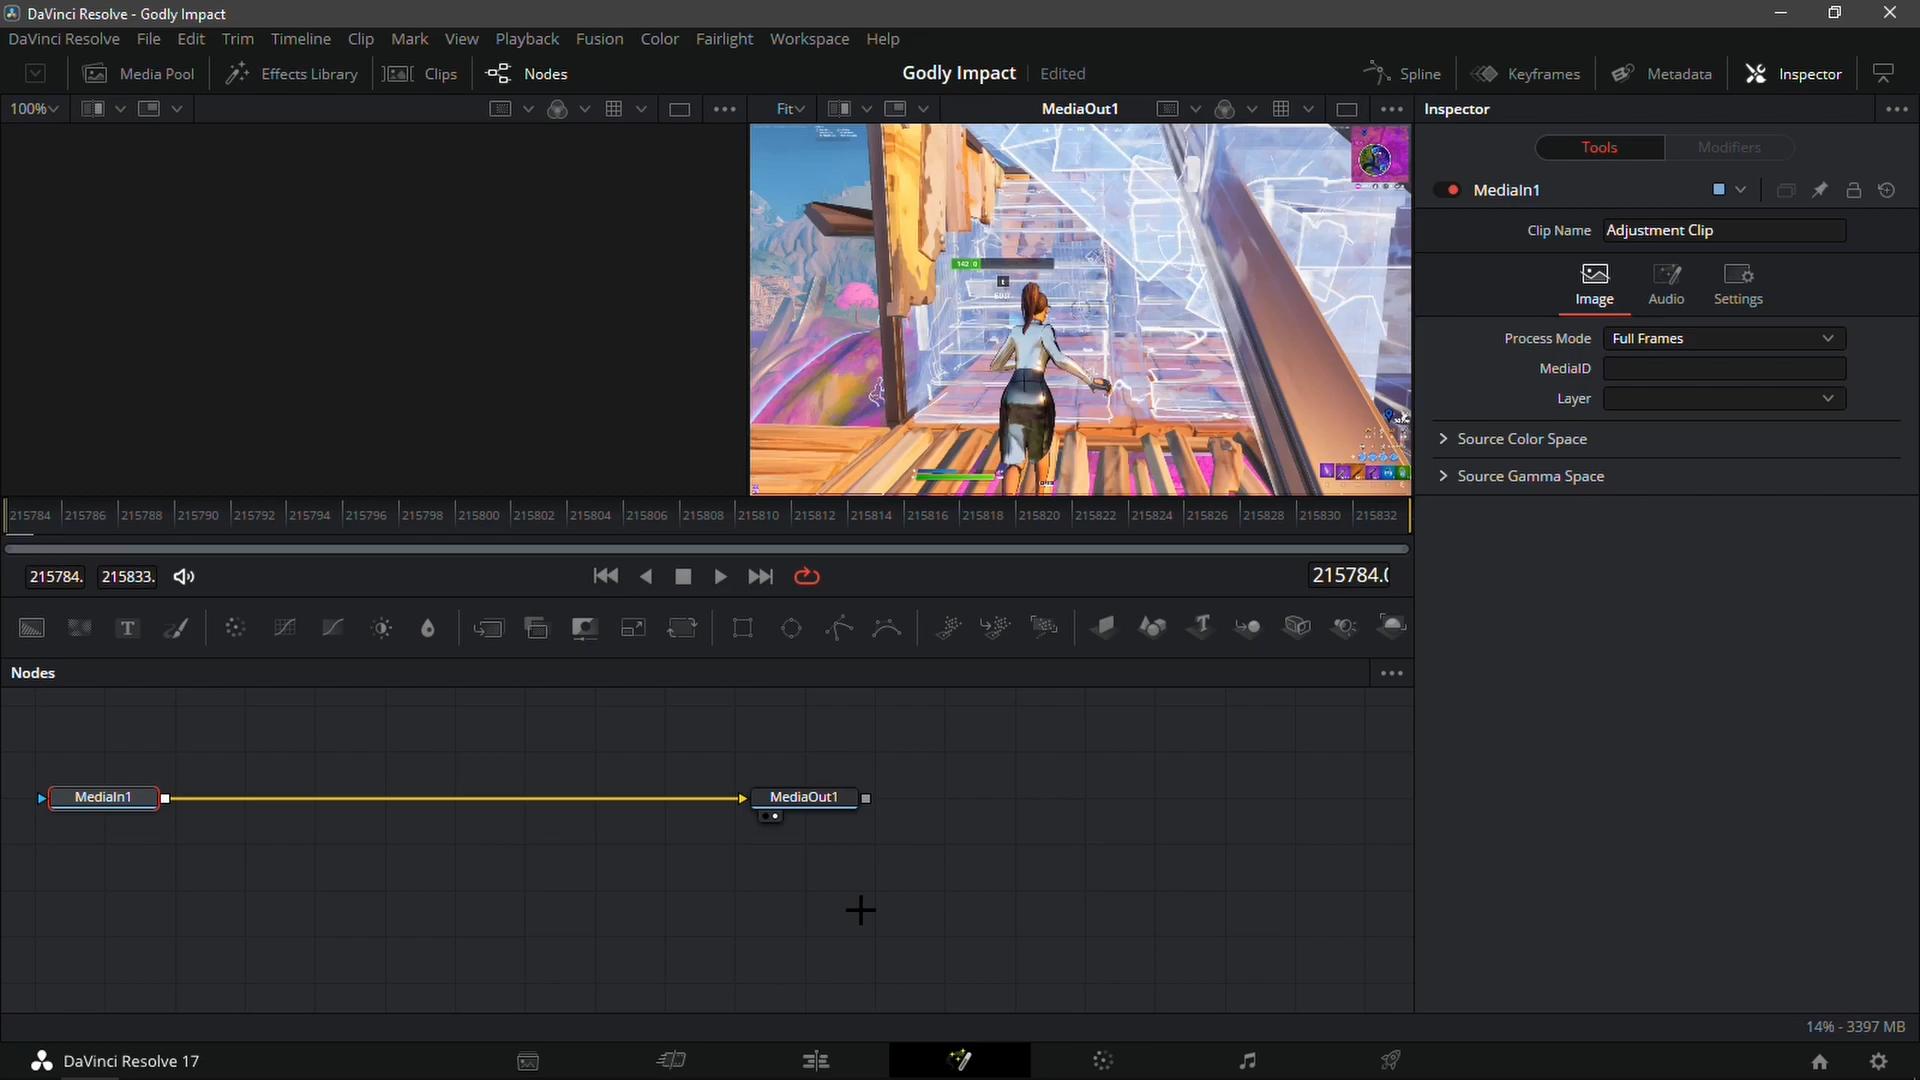 DaVinci Resolve - Godly Impact
DaVinci Resolve File Edit Trim Timeline Clip Mark View Playback Fusion Color Fairlight Workspace Help
Media Pool Effects Library Clips Nodes Godly Impact Edited Spline Keyframes Metadata Inspector
100% Fit MediaOut1 Inspector
Tools Modifiers
MediaIn1
Clip Name Adjustment Clip
Image Audio Settings
Process Mode Full Frames
MediaID
Layer
Source Color Space
Source Gamma Space
142 0
215784 215786 215788 215790 215792 215794 215796 215798 215800 215802 215804 215806 215808 215810 215812 215814 215816 215818 215820 215822 215824 215826 215828 215830 215832
215784. 215833. 215784.0
Nodes
MediaIn1 MediaOut1
14% - 3397 MB
DaVinci Resolve 17